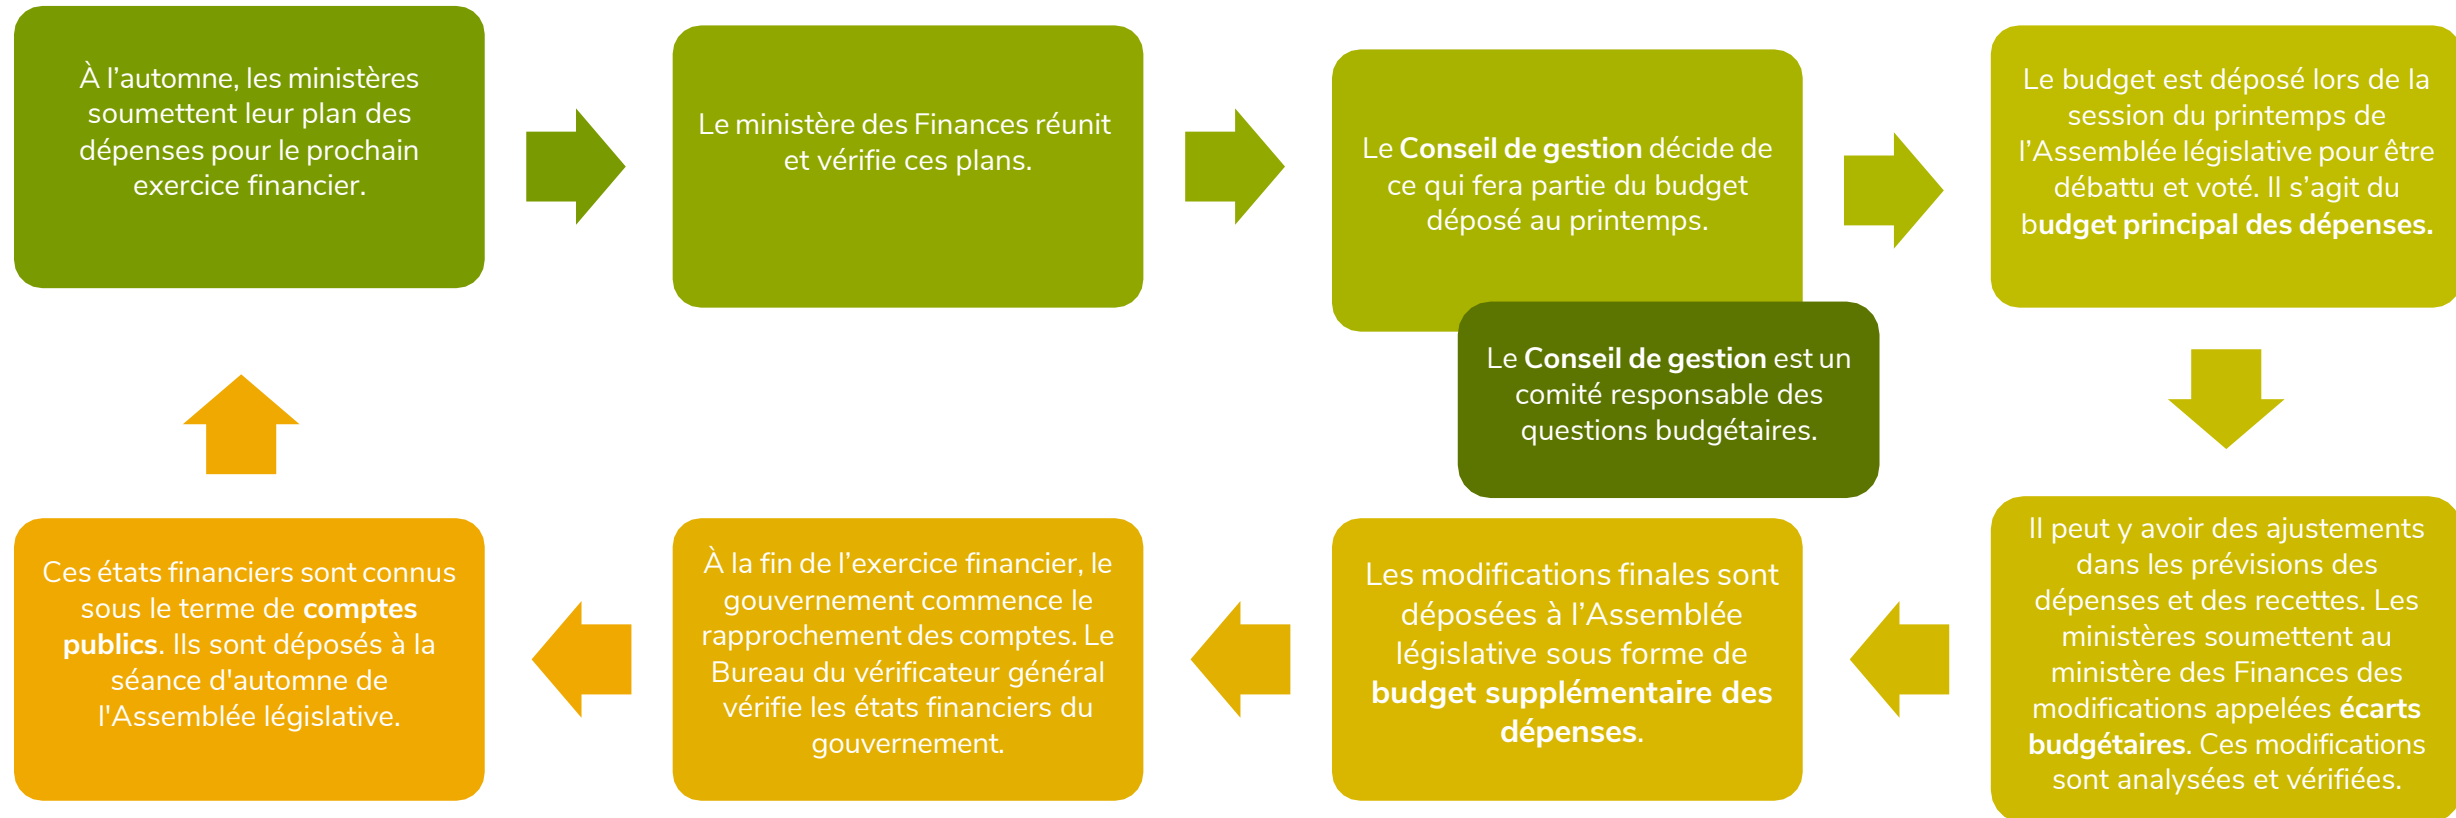 À l’automne, les ministères
soumettent leur plan des
dépenses pour le prochain
exercice financier.
Le ministère des Finances réunit
et vérifie ces plans.
Le Conseil de gestion décide de
ce qui fera partie du budget
déposé au printemps.
Le Conseil de gestion est un
comité responsable des
questions budgétaires.
Le budget est déposé lors de la
session du printemps de
l’Assemblée législative pour être
débattu et voté. Il s’agit du
budget principal des dépenses.
Il peut y avoir des ajustements
dans les prévisions des
dépenses et des recettes. Les
ministères soumettent au
ministère des Finances des
modifications appelées écarts
budgétaires. Ces modifications
sont analysées et vérifiées.
Les modifications finales sont
déposées à l’Assemblée
législative sous forme de
budget supplémentaire des
dépenses.
À la fin de l’exercice financier, le
gouvernement commence le
rapprochement des comptes. Le
Bureau du vérificateur général
vérifie les états financiers du
gouvernement.
Ces états financiers sont connus
sous le terme de comptes
publics. Ils sont déposés à la
séance d'automne de
l'Assemblée législative.